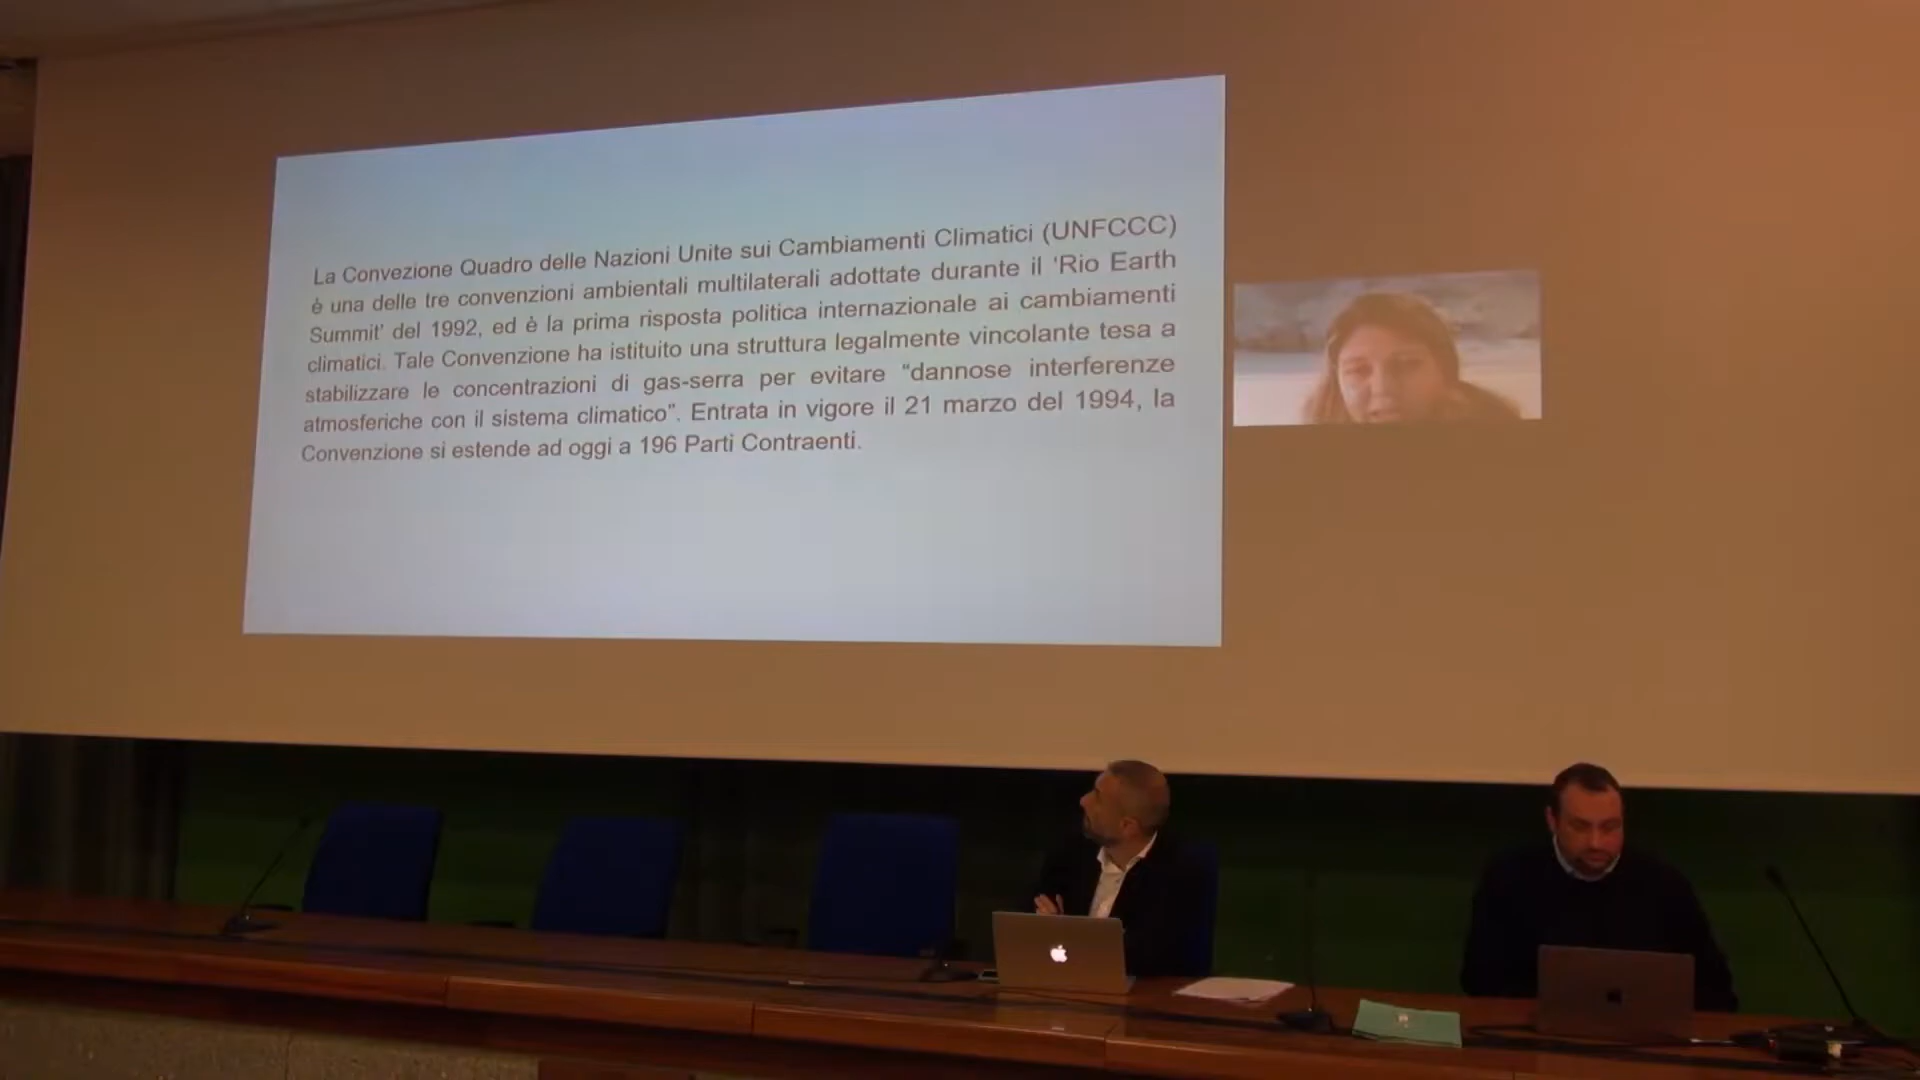 La Convezione Quadro delle Nazioni Unite sui Cambiamenti Climatici (UNFCCC)
è una delle tre convenzioni ambientali multilaterali adottate durante il 'Rio Earth
Summit' del 1992, ed è la prima risposta politica internazionale ai cambiamenti
climatici. Tale Convenzione ha istituito una struttura legalmente vincolante tesa a
stabilizzare le concentrazioni di gas-serra per evitare "dannose interferenze
atmosferiche con il sistema climatico". Entrata in vigore il 21 marzo del 1994, la
Convenzione si estende ad oggi a 196 Parti Contraenti.